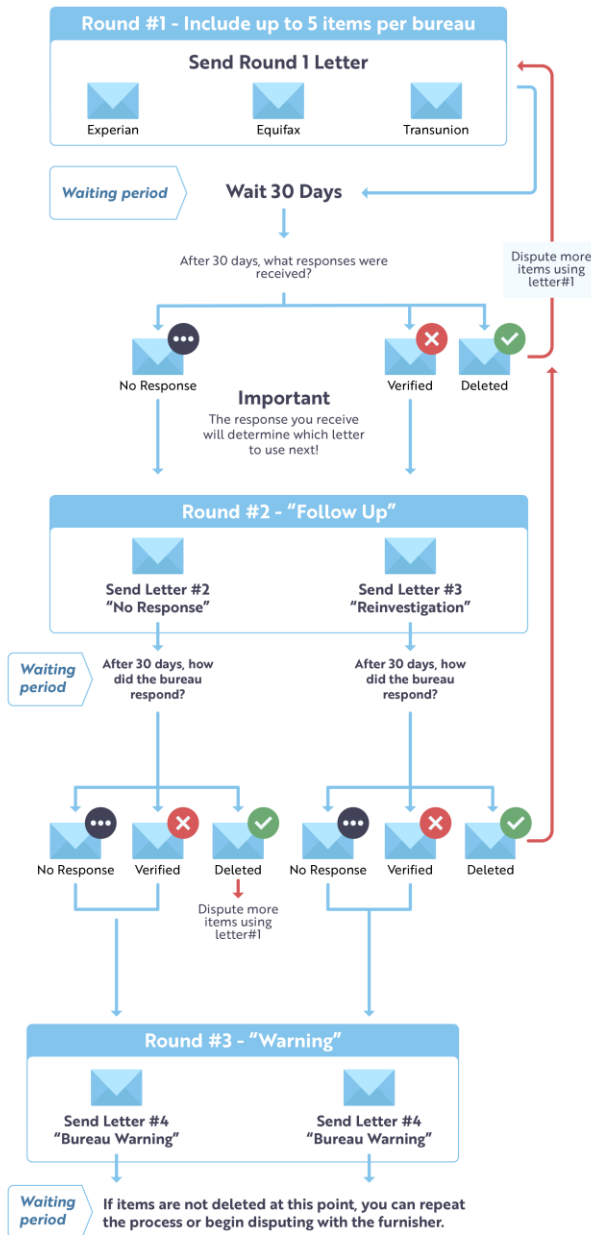 Round #1 - Include up to 5 items per bureau
Send Round 1 Letter
Experian
Equifax
Transunion
Waiting period
Wait 30 Days
After 30 days, what responses were
received?
Dispute more
items using
letter#1
No Response
Verified
Deleted
Important
The response you receive
will determine which letter
to use next!
Round #2 - “Follow Up”
Send Letter #2
“No Response”
Send Letter #3
“Reinvestigation”
Waiting
period
After 30 days, how
did the bureau
respond?
After 30 days, how
did the bureau
respond?
No Response
Verified
Deleted
No Response
Verified
Deleted
Dispute more
items using
letter#1
Round #3 - “Warning”
Send Letter #4
“Bureau Warning”
Send Letter #4
“Bureau Warning”
Waiting
period
If items are not deleted at this point, you can repeat
the process or begin disputing with the furnisher.